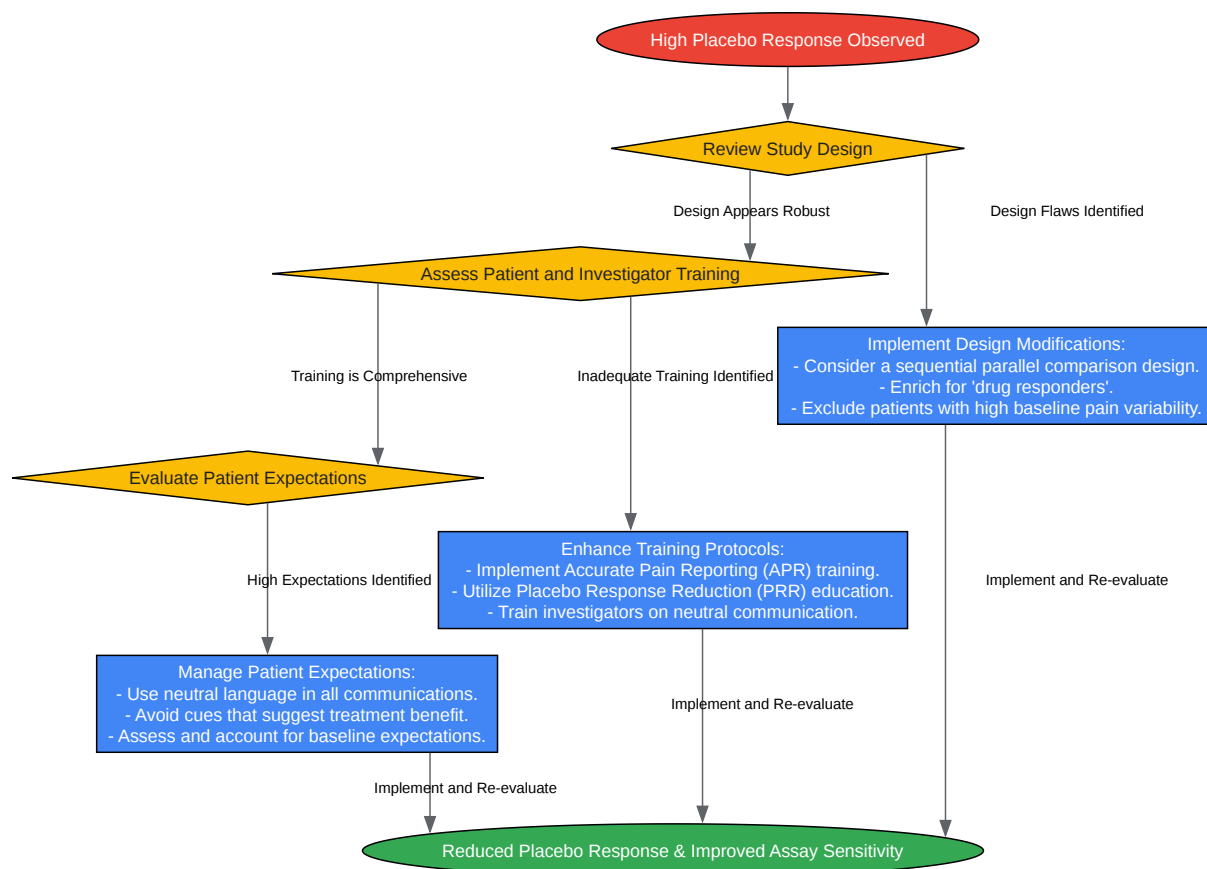 High Placebo Response Observed
Review Study Design
Design Appears Robust
Design Flaws Identified
Assess Patient and Investigator Training
Implement Design Modifications:
- Consider a sequential parallel comparison design.
- Enrich for 'drug responders'.
- Exclude patients with high baseline pain variability.
Training is Comprehensive
Inadequate Training Identified
Evaluate Patient Expectations
Enhance Training Protocols:
- Implement Accurate Pain Reporting (APR) training.
- Utilize Placebo Response Reduction (PRR) education.
- Train investigators on neutral communication.
High Expectations Identified
Implement and Re-evaluate
Manage Patient Expectations:
- Use neutral language in all communications.
- Avoid cues that suggest treatment benefit.
- Assess and account for baseline expectations.
Implement and Re-evaluate
Implement and Re-evaluate
Reduced Placebo Response & Improved Assay Sensitivity